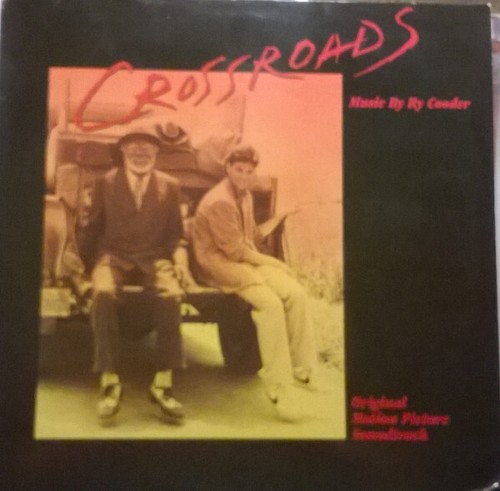 CROSSROADS
Music By Ry Cooder
Original
Motion Picture
Soundtrack